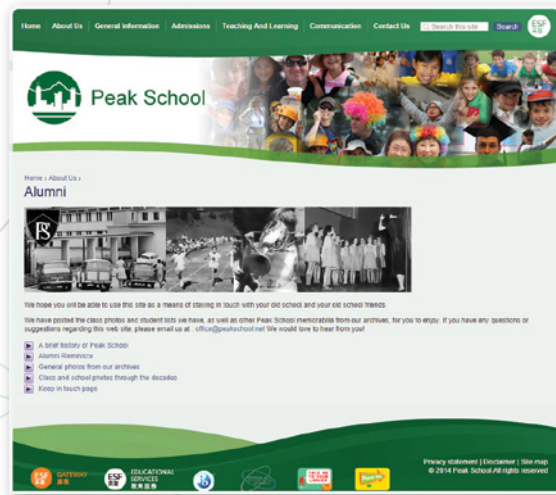 Home About Us General information Admissions Teaching And Learning Communication Contact Us Search this site Search ESF 英基
Peak School
Home › About Us ›
Alumni
PS
We hope you will be able to use this site as a means of staying in touch with your old school and your old school friends.
We have posted the class photos and student lists we have, as well as other Peak School memorabilia from our archives, for you to enjoy. If you have any questions or
suggestions regarding this web site, please email us at : office@peakschool.net We would love to hear from you!
A brief history of Peak School
Alumni Reminisce
General photos from our archives
Class and school photos through the decades
Keep in touch page
Privacy statement | Disclaimer | Site map
© 2014 Peak School All rights reserved
ESF GATEWAY
ESF EDUCATIONAL SERVICES